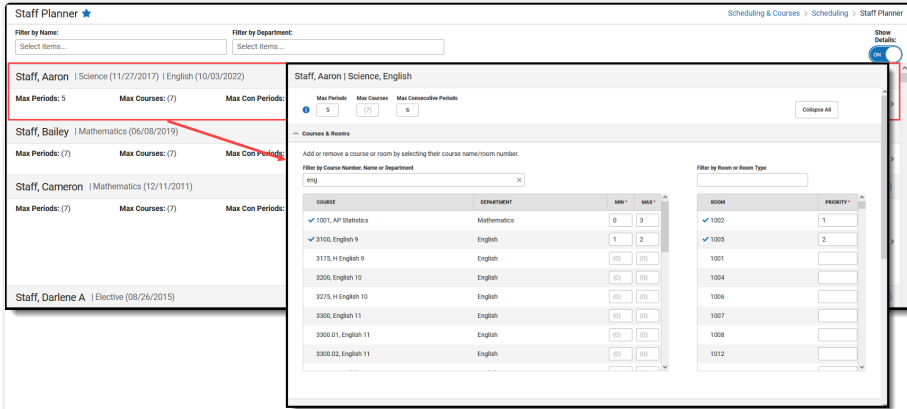 Staff Planner
Scheduling & Courses > Scheduling > Staff Planner
Filter by Name:
Filter by Department:
Show Details:
Select items...
Select items...
ON
Staff, Aaron | Science (11/27/2017) | English (10/03/2022)
Max Periods: 5
Max Courses: (7)
Max Con Periods:
Staff, Bailey | Mathematics (06/08/2019)
Max Periods: (7)
Max Courses: (7)
Max Con Periods:
Staff, Cameron | Mathematics (12/11/2011)
Max Periods: (7)
Max Courses: (7)
Max Con Periods:
Staff, Darlene A | Elective (08/26/2015)
Staff, Aaron | Science, English
Max Periods
Max Courses
Max Consecutive Periods
5
(7)
6
Collapse All
Courses & Rooms
Add or remove a course or room by selecting their course name/room number.
Filter by Course Number, Name or Department
Filter by Room or Room Type
eng
COURSE DEPARTMENT MIN* MAX*
1001, AP Statistics Mathematics 0 3
3100, English 9 English 1 2
3175, H English 9 English (0) (0)
3200, English 10 English (0) (0)
3275, H English 10 English (0) (0)
3300, English 11 English (0) (0)
3300.01, English 11 English (0) (0)
3300.02, English 11 English (0) (0)
ROOM PRIORITY*
1002 1
1005 2
1001
1004
1006
1007
1008
1012